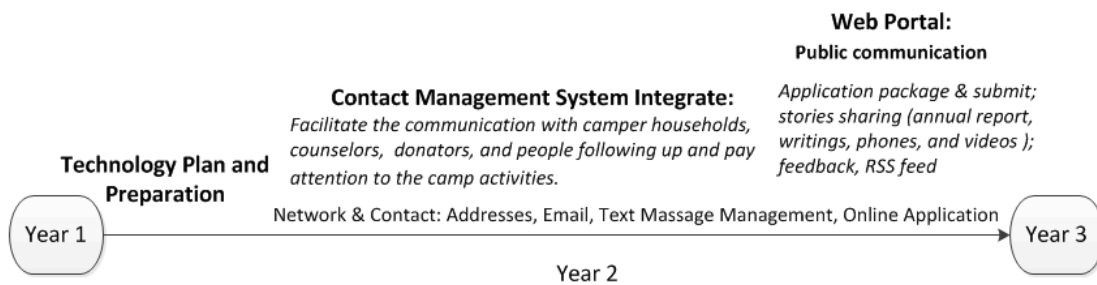 Web Portal:
Public communication
Application package & submit;
stories sharing (annual report,
writings, phones, and videos );
feedback, RSS feed
Contact Management System Integrate:
Facilitate the communication with camper households,
counselors, donators, and people following up and pay
attention to the camp activities.
Technology Plan and
Preparation
Network & Contact: Addresses, Email, Text Massage Management, Online Application
Year 1
Year 3
Year 2